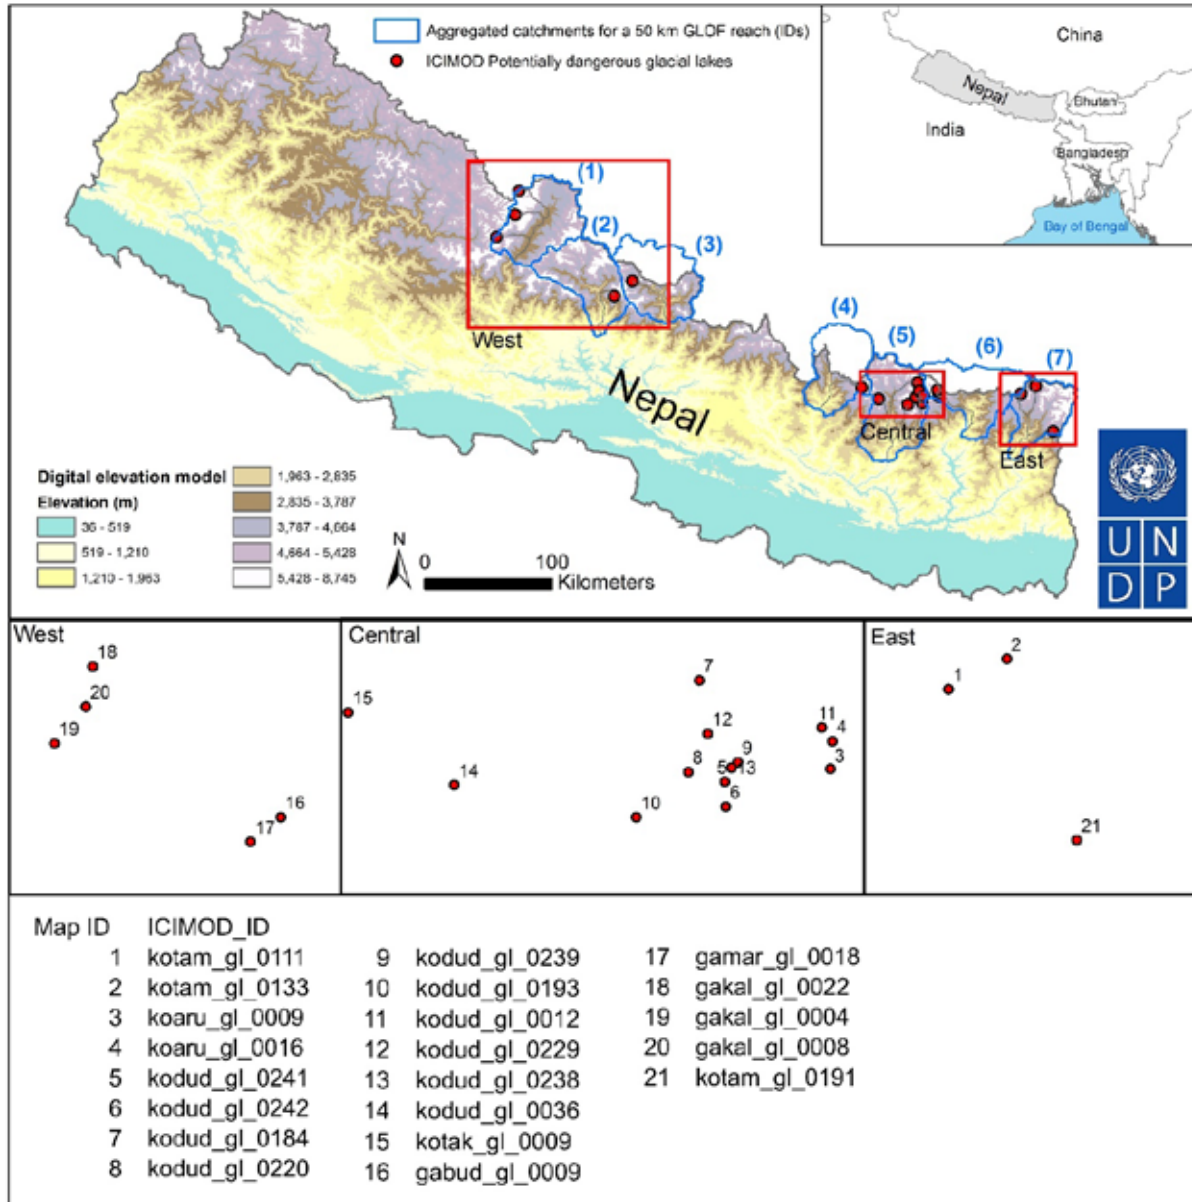 Aggregated catchments for a 50 km GLOF reach (IDs)
ICIMOD Potentially dangerous glacial lakes
China
Nepal
Bhutan
India
Bangladesh
Bay of Bengal
(1)
(2)
(3)
West
(4)
(5)
(6)
(7)
Nepal
Central
East
Digital elevation model
Elevation (m)
36 - 519
519 - 1,210
1,210 - 1,963
1,963 - 2,835
2,835 - 3,787
3,787 - 4,664
4,664 - 5,428
5,428 - 8,745
N
0 100
Kilometers
U N
D P
West
18
20
19
16
17
Central
15
7
12
11
4
14
8
9
5 13
3
6
10
East
2
1
21
Map ID ICIMOD_ID
1 kotam_gl_0111
2 kotam_gl_0133
3 koaru_gl_0009
4 koaru_gl_0016
5 kodud_gl_0241
6 kodud_gl_0242
7 kodud_gl_0184
8 kodud_gl_0220
9 kodud_gl_0239
10 kodud_gl_0193
11 kodud_gl_0012
12 kodud_gl_0229
13 kodud_gl_0238
14 kodud_gl_0036
15 kotak_gl_0009
16 gabud_gl_0009
17 gamar_gl_0018
18 gakal_gl_0022
19 gakal_gl_0004
20 gakal_gl_0008
21 kotam_gl_0191